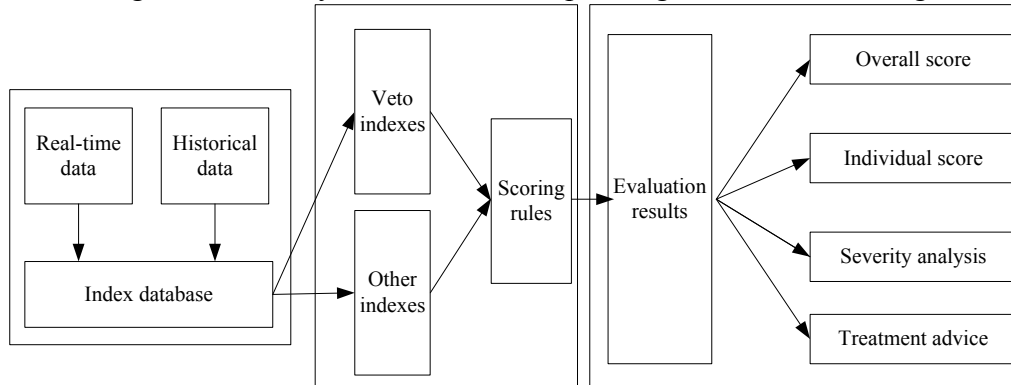 Real-time
data
Historical
data
Index database
Veto
indexes
Other
indexes
Scoring
rules
Evaluation
results
Overall score
Individual score
Severity analysis
Treatment advice